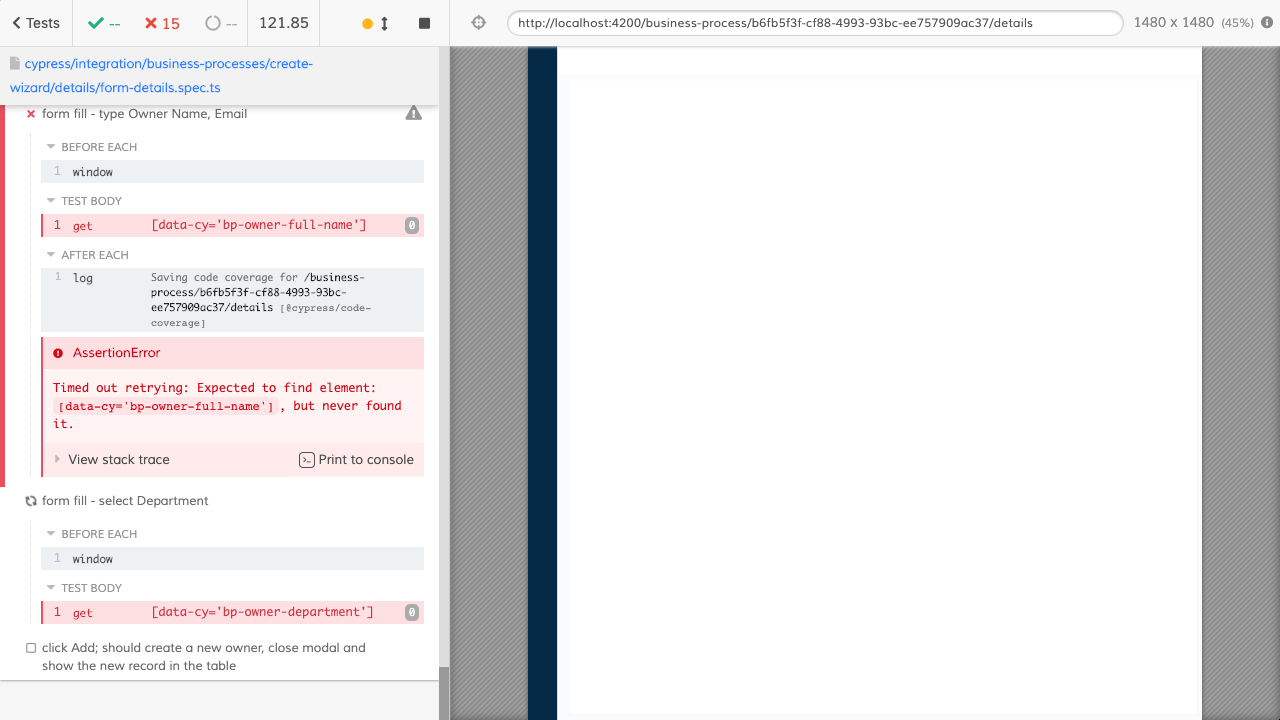 Tests
--
15
--
121.85
http://localhost:4200/business-process/b6fb5f3f-cf88-4993-93bc-ee757909ac37/details
1480 x 1480 (45%)
cypress/integration/business-processes/create-
wizard/details/form-details.spec.ts
form fill - type Owner Name, Email
BEFORE EACH
1 window
TEST BODY
1 get [data-cy='bp-owner-full-name'] 0
AFTER EACH
1 log Saving code coverage for /business-
process/b6fb5f3f-cf88-4993-93bc-
ee757909ac37/details [@cypress/code-
coverage]
AssertionError
Timed out retrying: Expected to find element:
[data-cy='bp-owner-full-name'], but never found
it.
View stack trace
Print to console
form fill - select Department
BEFORE EACH
1 window
TEST BODY
1 get [data-cy='bp-owner-department'] 0
click Add; should create a new owner, close modal and
show the new record in the table